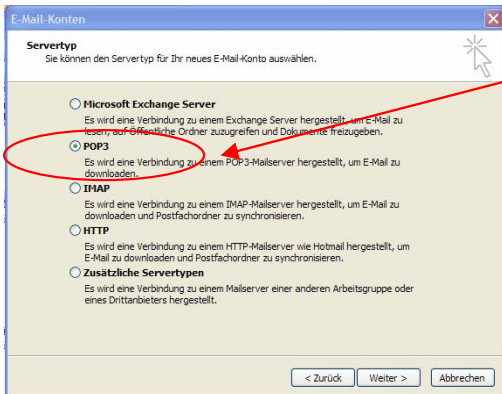 E-Mail-Konten
Servertyp
Sie können den Servertyp für Ihr neues E-Mail-Konto auswählen.
Microsoft Exchange Server
Es wird eine Verbindung zu einem Exchange Server hergestellt, um E-Mail zu
lesen, auf Öffentliche Ordner zuzugreifen und Dokumente freizugeben.
POP3
Es wird eine Verbindung zu einem POP3-Mailserver hergestellt, um E-Mail zu
downloaden.
IMAP
Es wird eine Verbindung zu einem IMAP-Mailserver hergestellt, um E-Mail zu
downloaden und Postfachordner zu synchronisieren.
HTTP
Es wird eine Verbindung zu einem HTTP-Mailserver wie Hotmail hergestellt, um
E-Mail zu downloaden und Postfachordner zu synchronisieren.
Zusätzliche Servertypen
Es wird eine Verbindung zu einem Mailserver einer anderen Arbeitsgruppe oder
eines Drittanbieters hergestellt.
< Zurück Weiter > Abbrechen